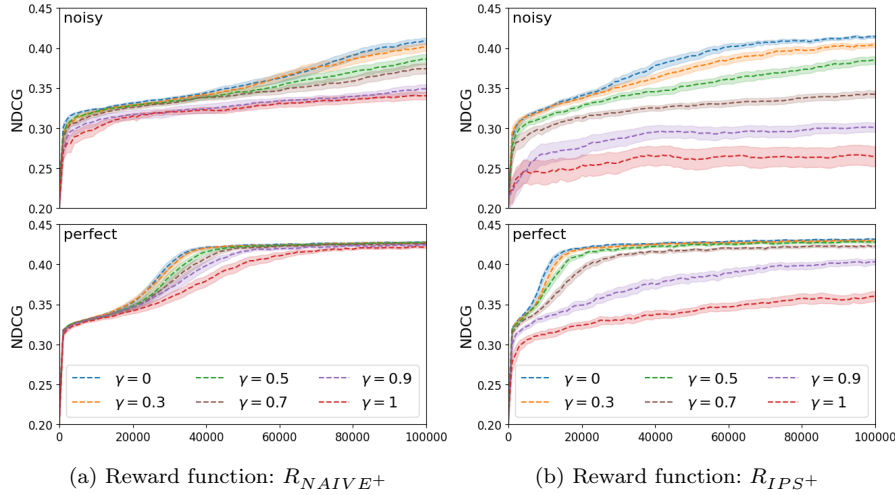 noisy
NDCG
0.45
0.40
0.35
0.30
0.25
0.20
noisy
NDCG
0.45
0.40
0.35
0.30
0.25
0.20
perfect
NDCG
0.45
0.40
0.35
0.30
0.25
0.20
γ = 0 γ = 0.5 γ = 0.9
γ = 0.3 γ = 0.7 γ = 1
0 20000 40000 60000 80000 100000
perfect
NDCG
0.45
0.40
0.35
0.30
0.25
0.20
γ = 0 γ = 0.5 γ = 0.9
γ = 0.3 γ = 0.7 γ = 1
0 20000 40000 60000 80000 100000
(a) Reward function: R_{NAIVE^+}
(b) Reward function: R_{IPS^+}